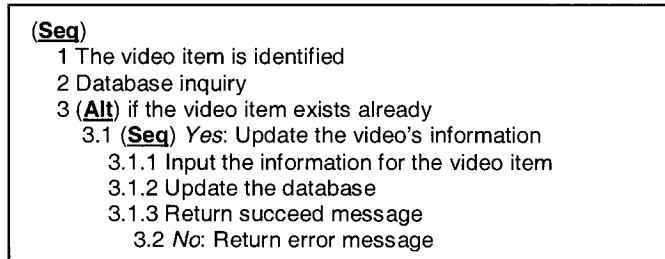 (Seq)
1 The video item is identified
2 Database inquiry
3 (Alt) if the video item exists already
3.1 (Seq) Yes: Update the video's information
3.1.1 Input the information for the video item
3.1.2 Update the database
3.1.3 Return succeed message
3.2 No: Return error message